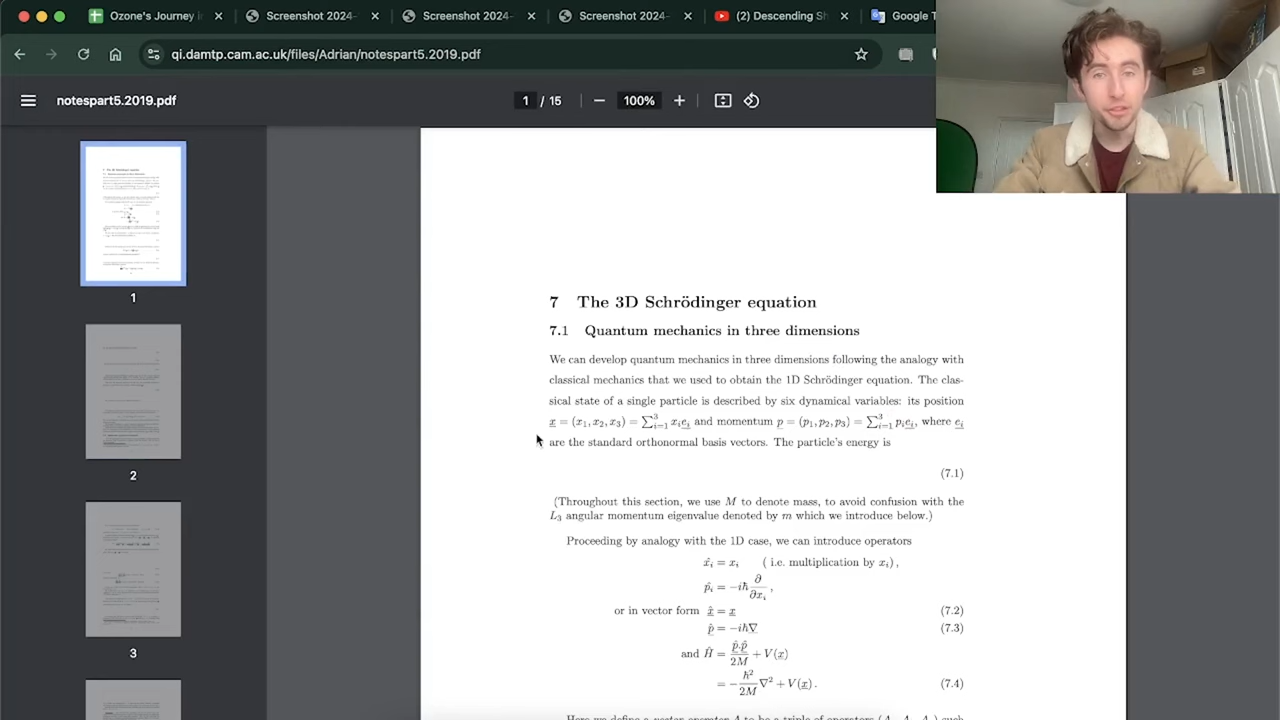 Ozone's Journey i
Screenshot 2024-
Screenshot 2024-
Screenshot 2024-
(2) Descending Sh
Google T
qi.damtp.cam.ac.uk/files/Adrian/notespart5.2019.pdf
notespart5.2019.pdf
1 / 15
100%
1
2
3
7 The 3D Schrödinger equation
7.1 Quantum mechanics in three dimensions
We can develop quantum mechanics in three dimensions following the analogy with
classical mechanics that we used to obtain the 1D Schrödinger equation. The clas-
sical state of a single particle is described by six dynamical variables: its position
x = (x₁, x₂, x₃) = ∑³ᵢ₌₁ xᵢeᵢ and momentum p = (p₁, p₂, p₃) = ∑³ᵢ₌₁ pᵢeᵢ, where eᵢ
are the standard orthonormal basis vectors. The particle's energy is
(7.1)
(Throughout this section, we use M to denote mass, to avoid confusion with the
L₃ angular momentum eigenvalue denoted by m which we introduce below.)
Proceeding by analogy with the 1D case, we can introduce operators
x̂ᵢ = xᵢ ( i.e. multiplication by xᵢ) ,
p̂ᵢ = −iħ ∂/∂xᵢ ,
or in vector form x̂ = x (7.2)
p̂ = −iħ∇ (7.3)
and Ĥ = p̂.p̂/2M + V(x)
= −ħ²/2M ∇² + V(x) . (7.4)